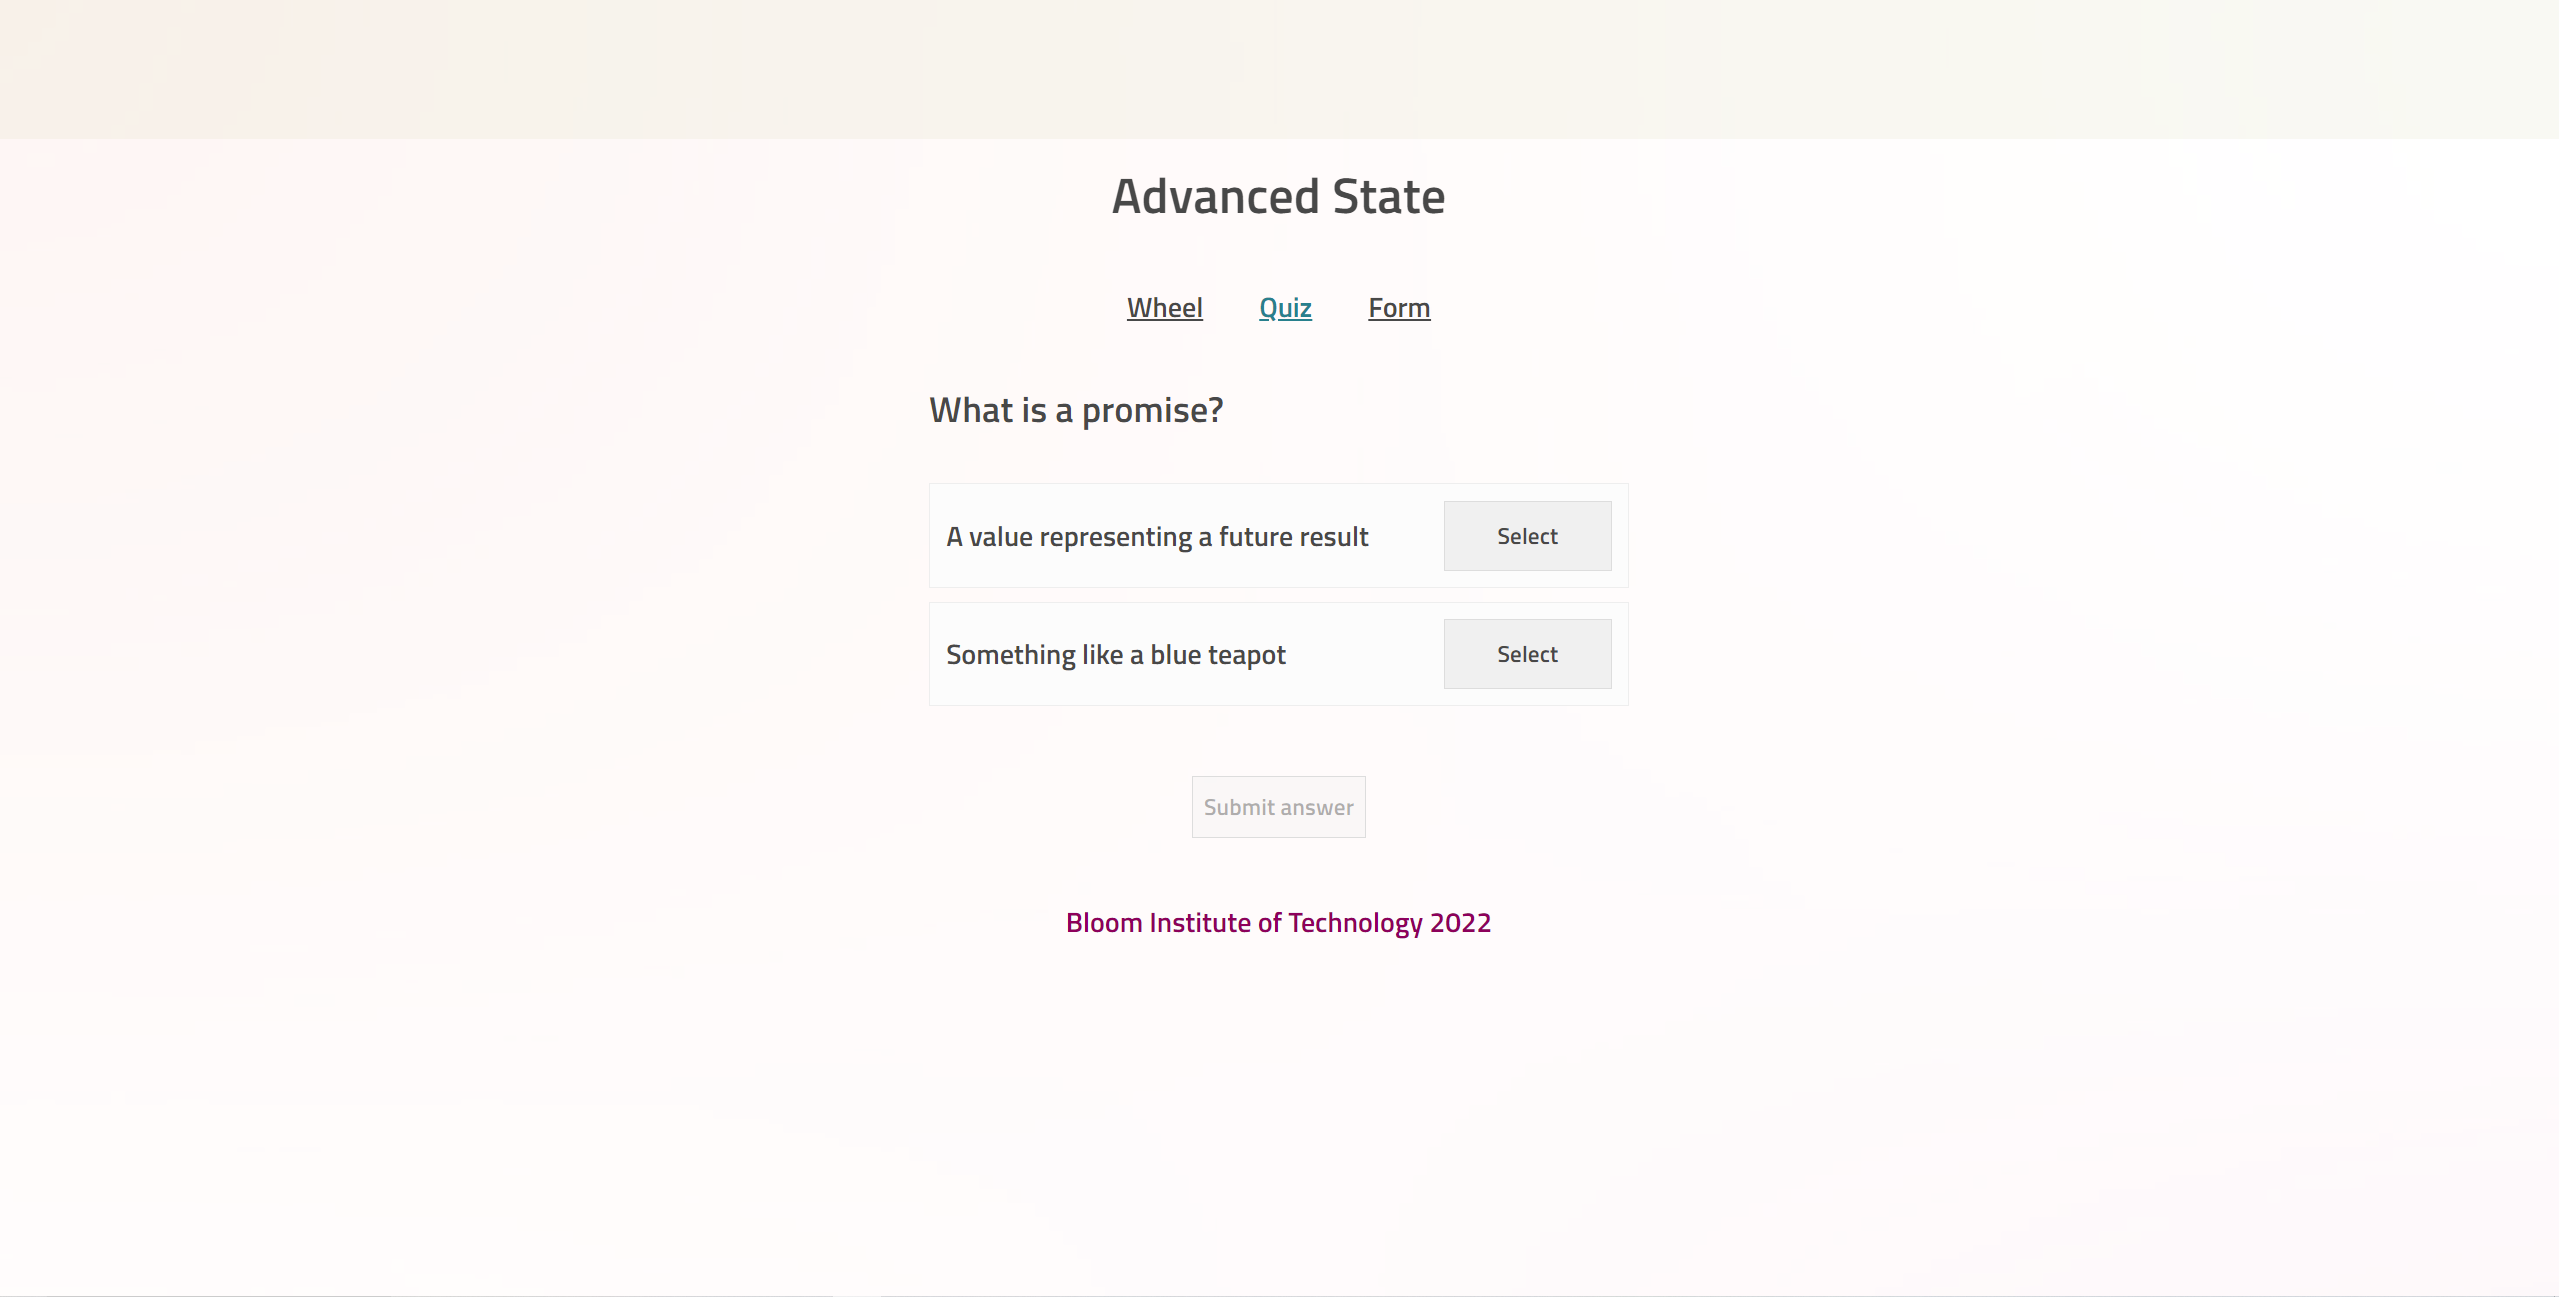 Advanced State
Wheel Quiz Form
What is a promise?
A value representing a future result Select
Something like a blue teapot Select
Submit answer
Bloom Institute of Technology 2022